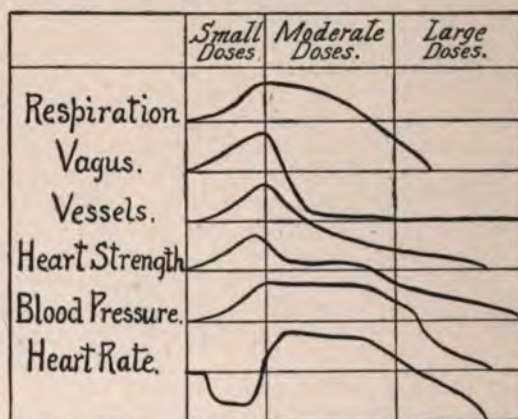 Small Doses
Moderate Doses.
Large Doses.
Respiration
Vagus.
Vessels.
Heart Strength
Blood Pressure.
Heart Rate.